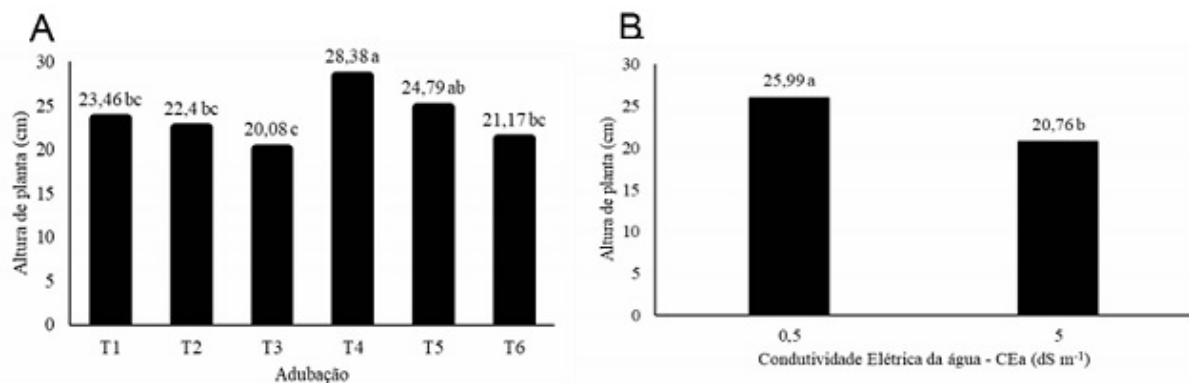 A
30
25
20
15
10
5
0
Altura de planta (cm)
23,46 bc
22,4 bc
20,08 c
28,38 a
24,79 ab
21,17 bc
T1 T2 T3 T4 T5 T6
Adubação
B
30
25
20
15
10
5
0
Altura de planta (cm)
25,99 a
20,76 b
0,5 5
Condutividade Elétrica da água - CEa (dS m⁻¹)